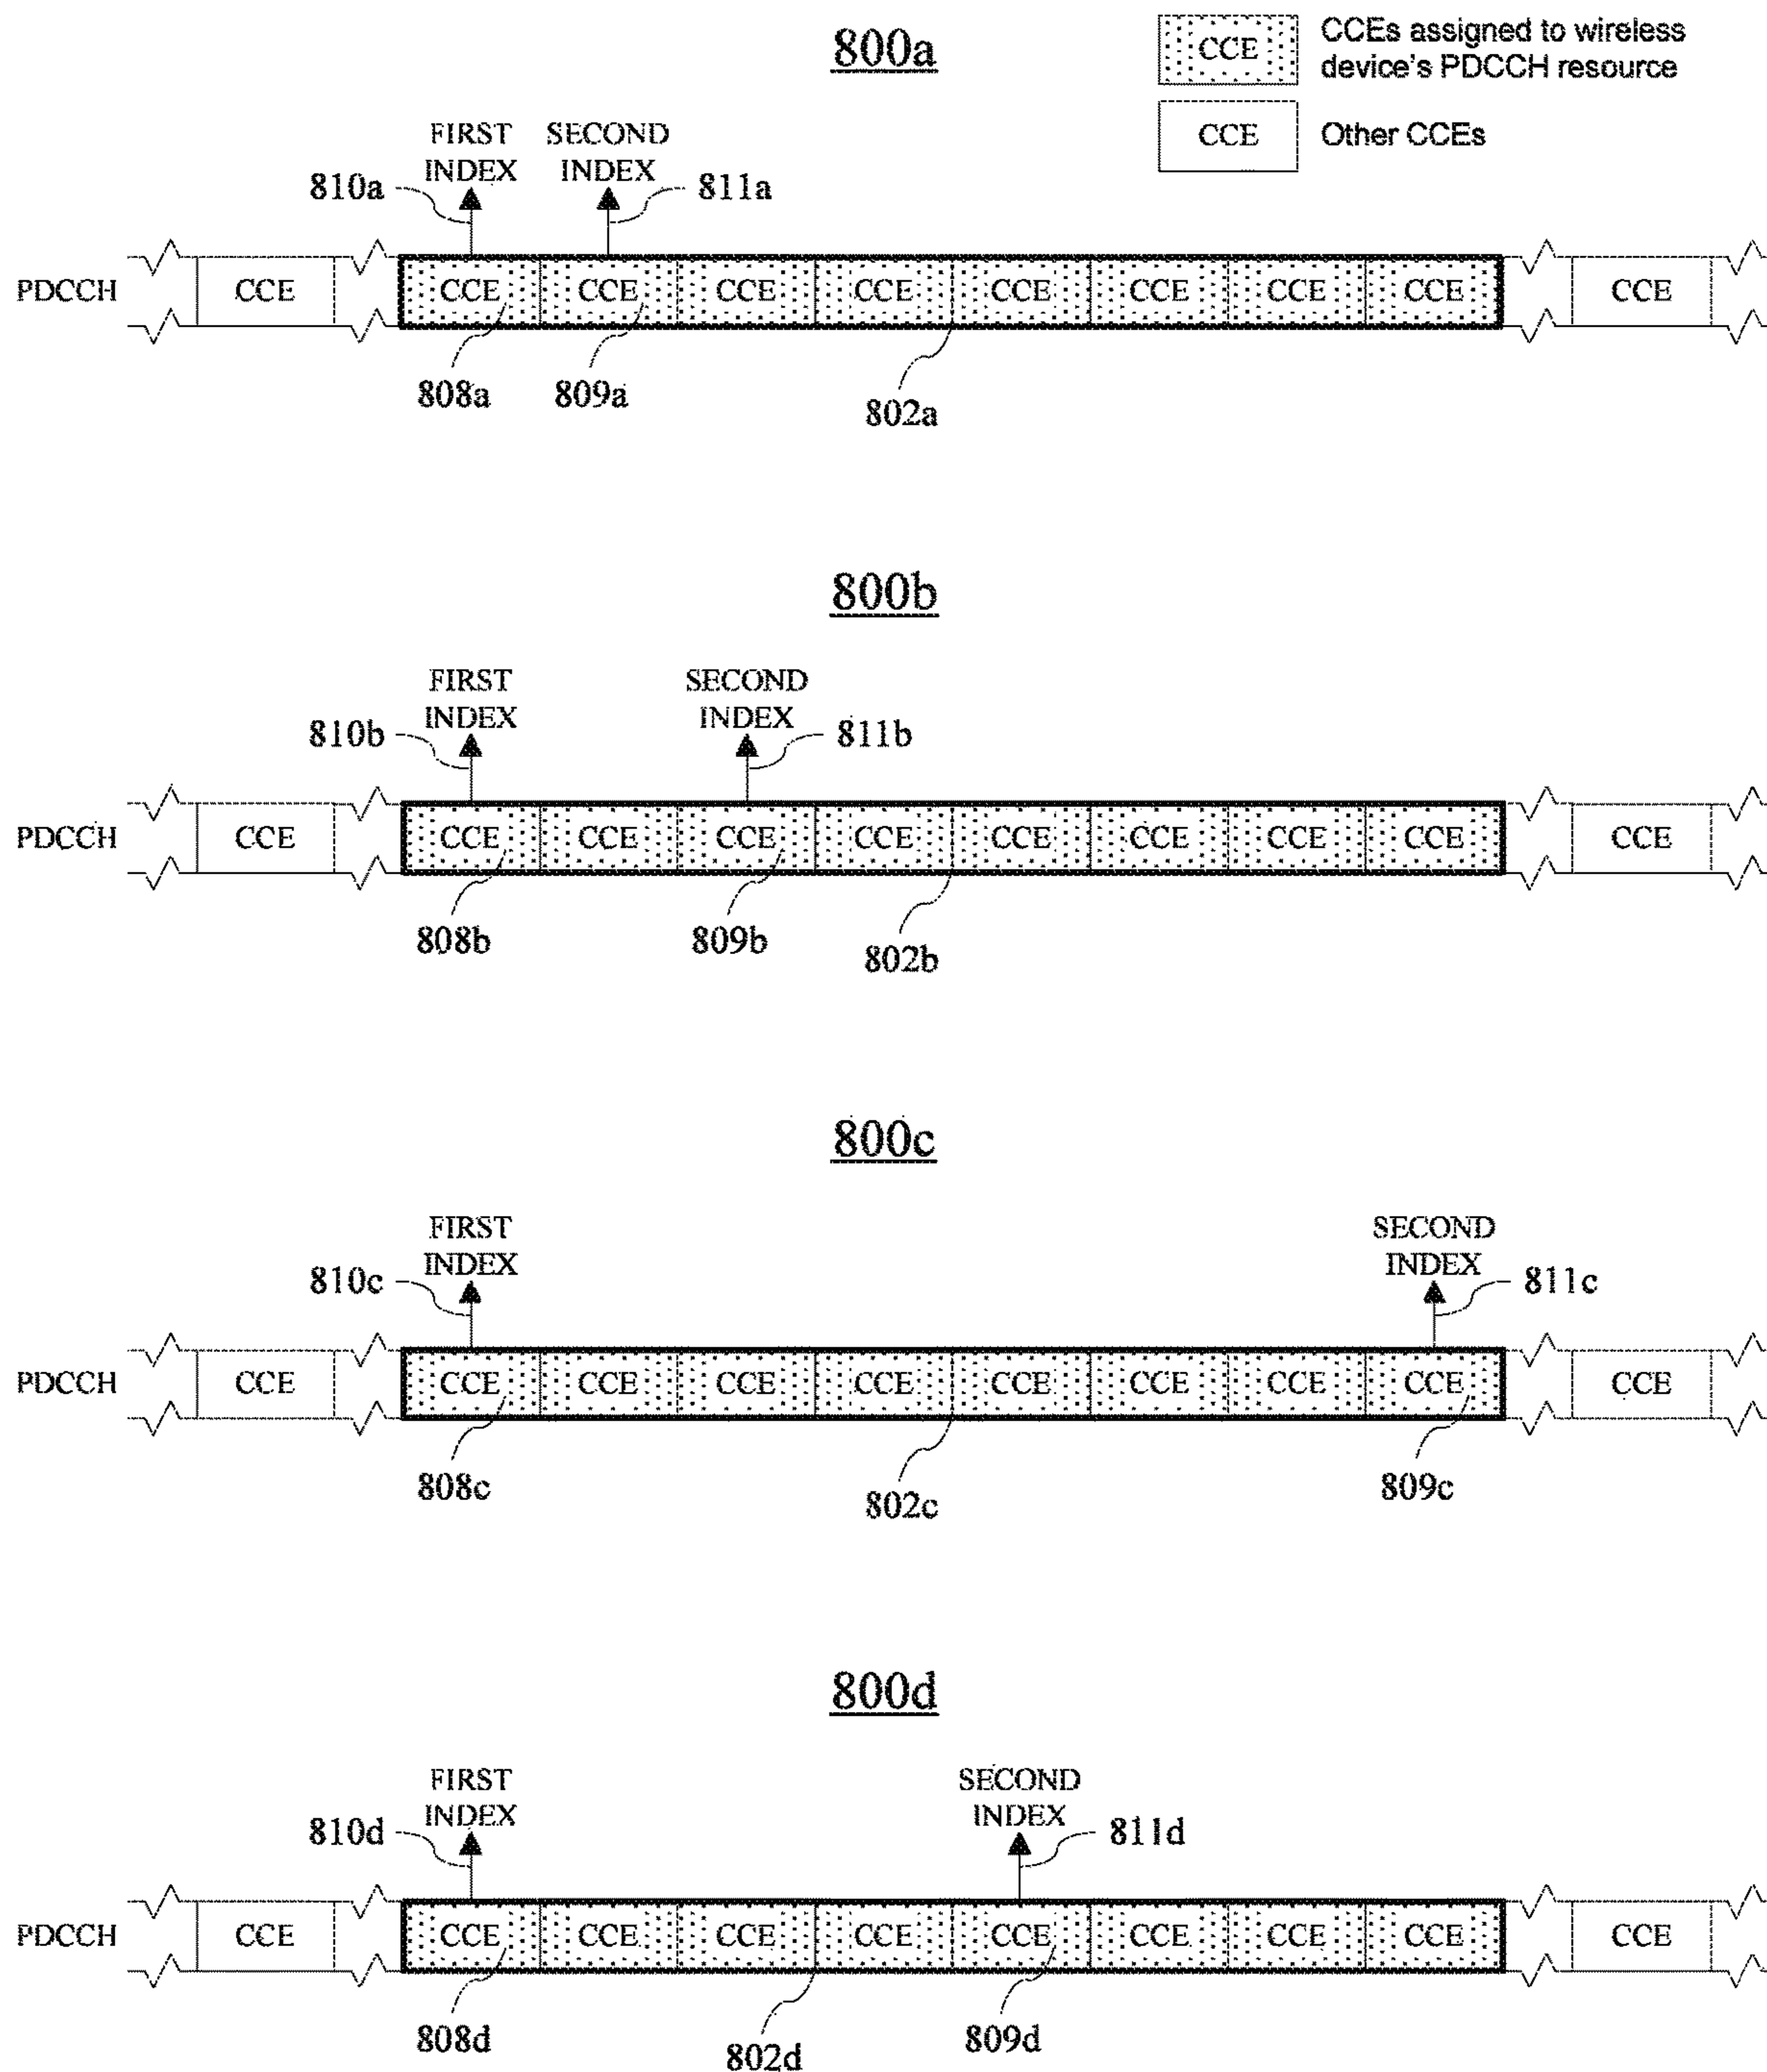 800a
CCE
CCEs assigned to wireless
device's PDCCH resource
CCE
Other CCEs
FIRST
INDEX
SECOND
INDEX
810a
811a
PDCCH
CCE
CCE
CCE
CCE
CCE
CCE
CCE
CCE
CCE
CCE
808a
809a
802a
800b
FIRST
INDEX
SECOND
INDEX
810b
811b
PDCCH
CCE
CCE
CCE
CCE
CCE
CCE
CCE
CCE
CCE
CCE
808b
809b
802b
800c
FIRST
INDEX
SECOND
INDEX
810c
811c
PDCCH
CCE
CCE
CCE
CCE
CCE
CCE
CCE
CCE
CCE
CCE
808c
802c
809c
800d
FIRST
INDEX
SECOND
INDEX
810d
811d
PDCCH
CCE
CCE
CCE
CCE
CCE
CCE
CCE
CCE
CCE
CCE
808d
802d
809d